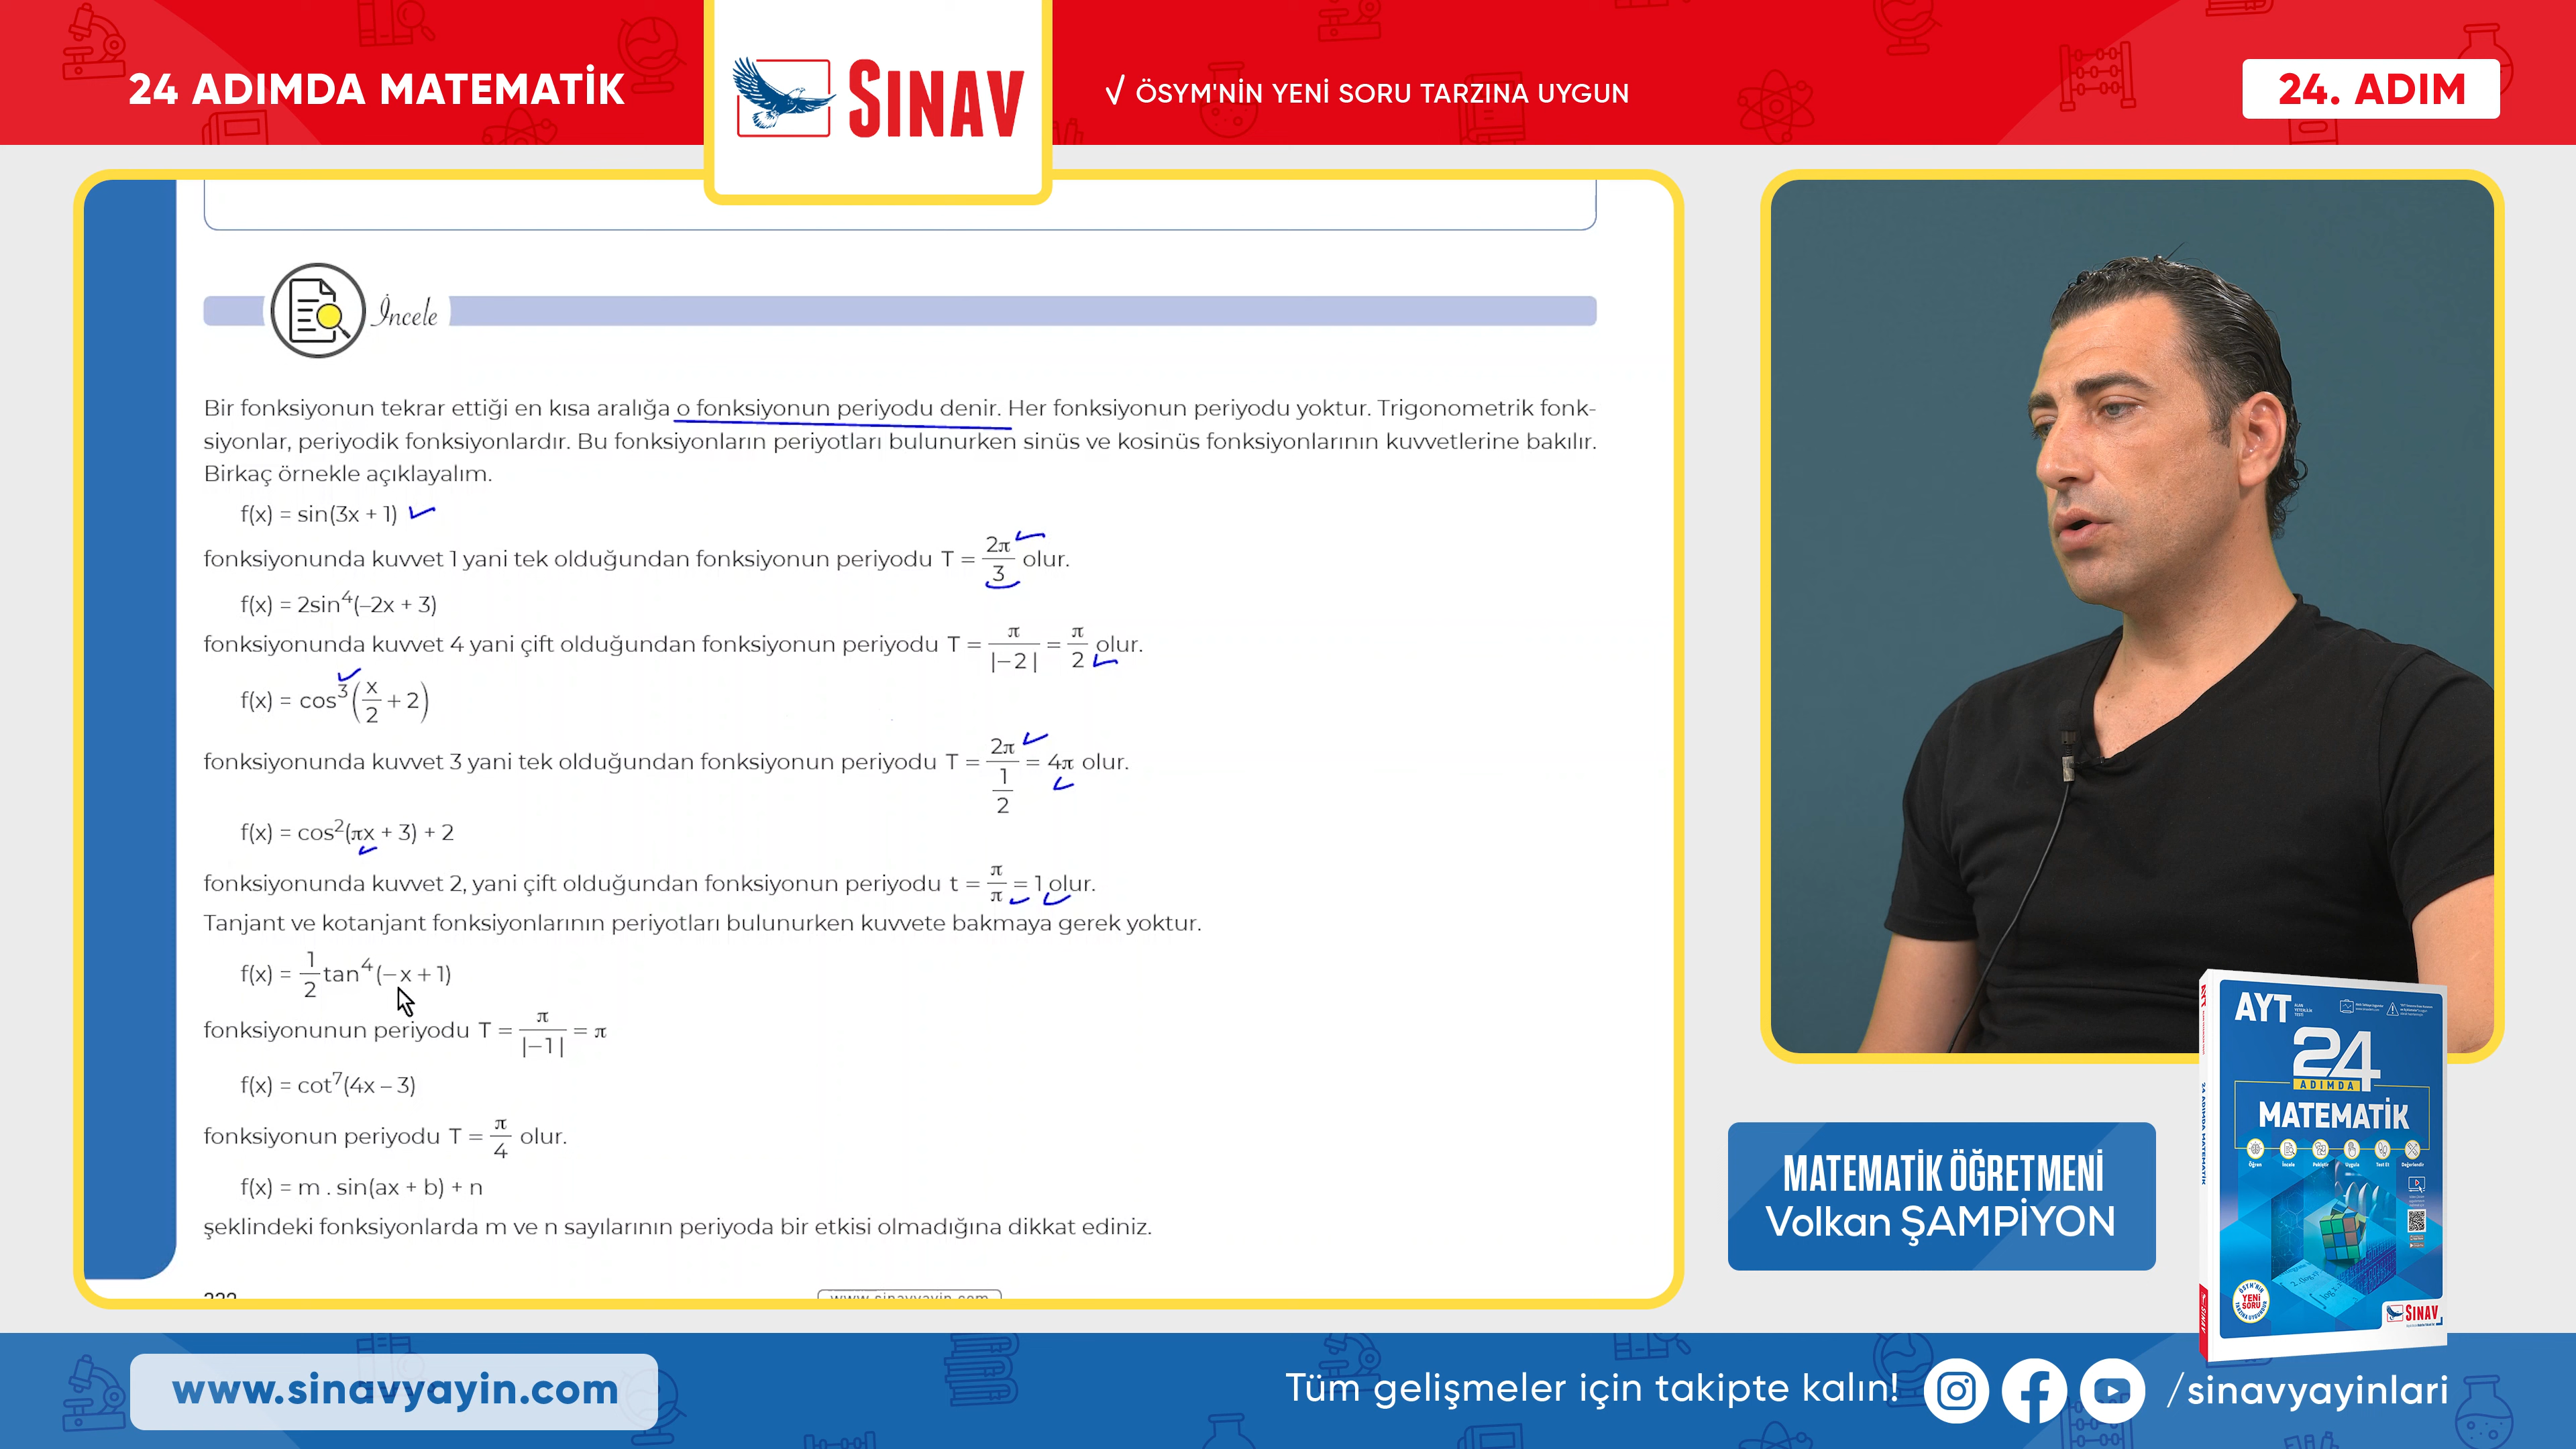 24 ADIMDA MATEMATİK
SINAV
√ ÖSYM'NİN YENİ SORU TARZINA UYGUN
24. ADIM
İncele
Bir fonksiyonun tekrar ettiği en kısa aralığa o fonksiyonun periyodu denir. Her fonksiyonun periyodu yoktur. Trigonometrik fonk-
siyonlar, periyodik fonksiyonlardır. Bu fonksiyonların periyotları bulunurken sinüs ve kosinüs fonksiyonlarının kuvvetlerine bakılır.
Birkaç örnekle açıklayalım.
f(x) = sin(3x + 1)
fonksiyonunda kuvvet 1 yani tek olduğundan fonksiyonun periyodu T = 2π/3 olur.
f(x) = 2sin⁴(–2x + 3)
fonksiyonunda kuvvet 4 yani çift olduğundan fonksiyonun periyodu T = π/|–2| = π/2 olur.
f(x) = cos³(x/2 + 2)
fonksiyonunda kuvvet 3 yani tek olduğundan fonksiyonun periyodu T = 2π/(1/2) = 4π olur.
f(x) = cos²(πx + 3) + 2
fonksiyonunda kuvvet 2, yani çift olduğundan fonksiyonun periyodu t = π/π = 1 olur.
Tanjant ve kotanjant fonksiyonlarının periyotları bulunurken kuvvete bakmaya gerek yoktur.
f(x) = 1/2 tan⁴(–x + 1)
fonksiyonunun periyodu T = π/|–1| = π
f(x) = cot⁷(4x – 3)
fonksiyonun periyodu T = π/4 olur.
f(x) = m . sin(ax + b) + n
şeklindeki fonksiyonlarda m ve n sayılarının periyoda bir etkisi olmadığına dikkat ediniz.
www.sinavyayin.com
MATEMATİK ÖĞRETMENİ
Volkan ŞAMPİYON
AYT
24
ADIMDA
MATEMATİK
ÖSYM'NİN
YENİ
SORU
SINAV
www.sinavyayin.com
Tüm gelişmeler için takipte kalın!
/sinavyayinlari